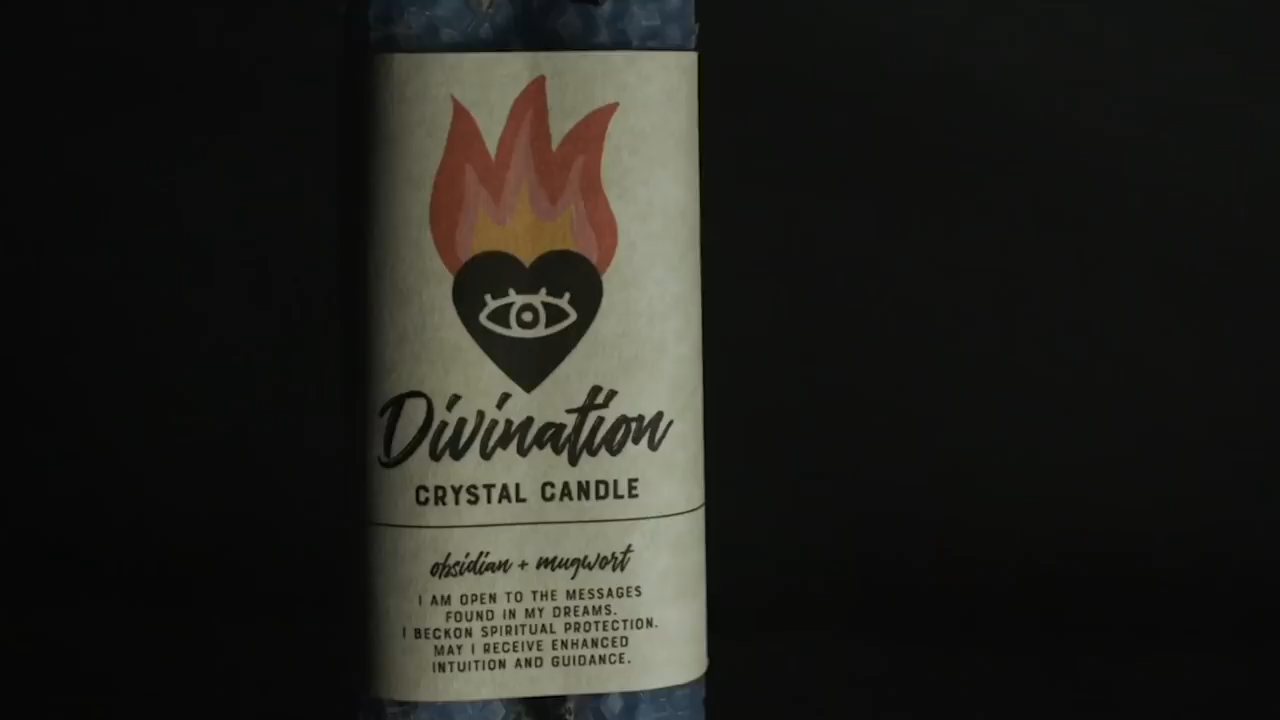 Divination
CRYSTAL CANDLE
obsidian + mugwort
I AM OPEN TO THE MESSAGES
FOUND IN MY DREAMS.
I BECKON SPIRITUAL PROTECTION.
MAY I RECEIVE ENHANCED
INTUITION AND GUIDANCE.